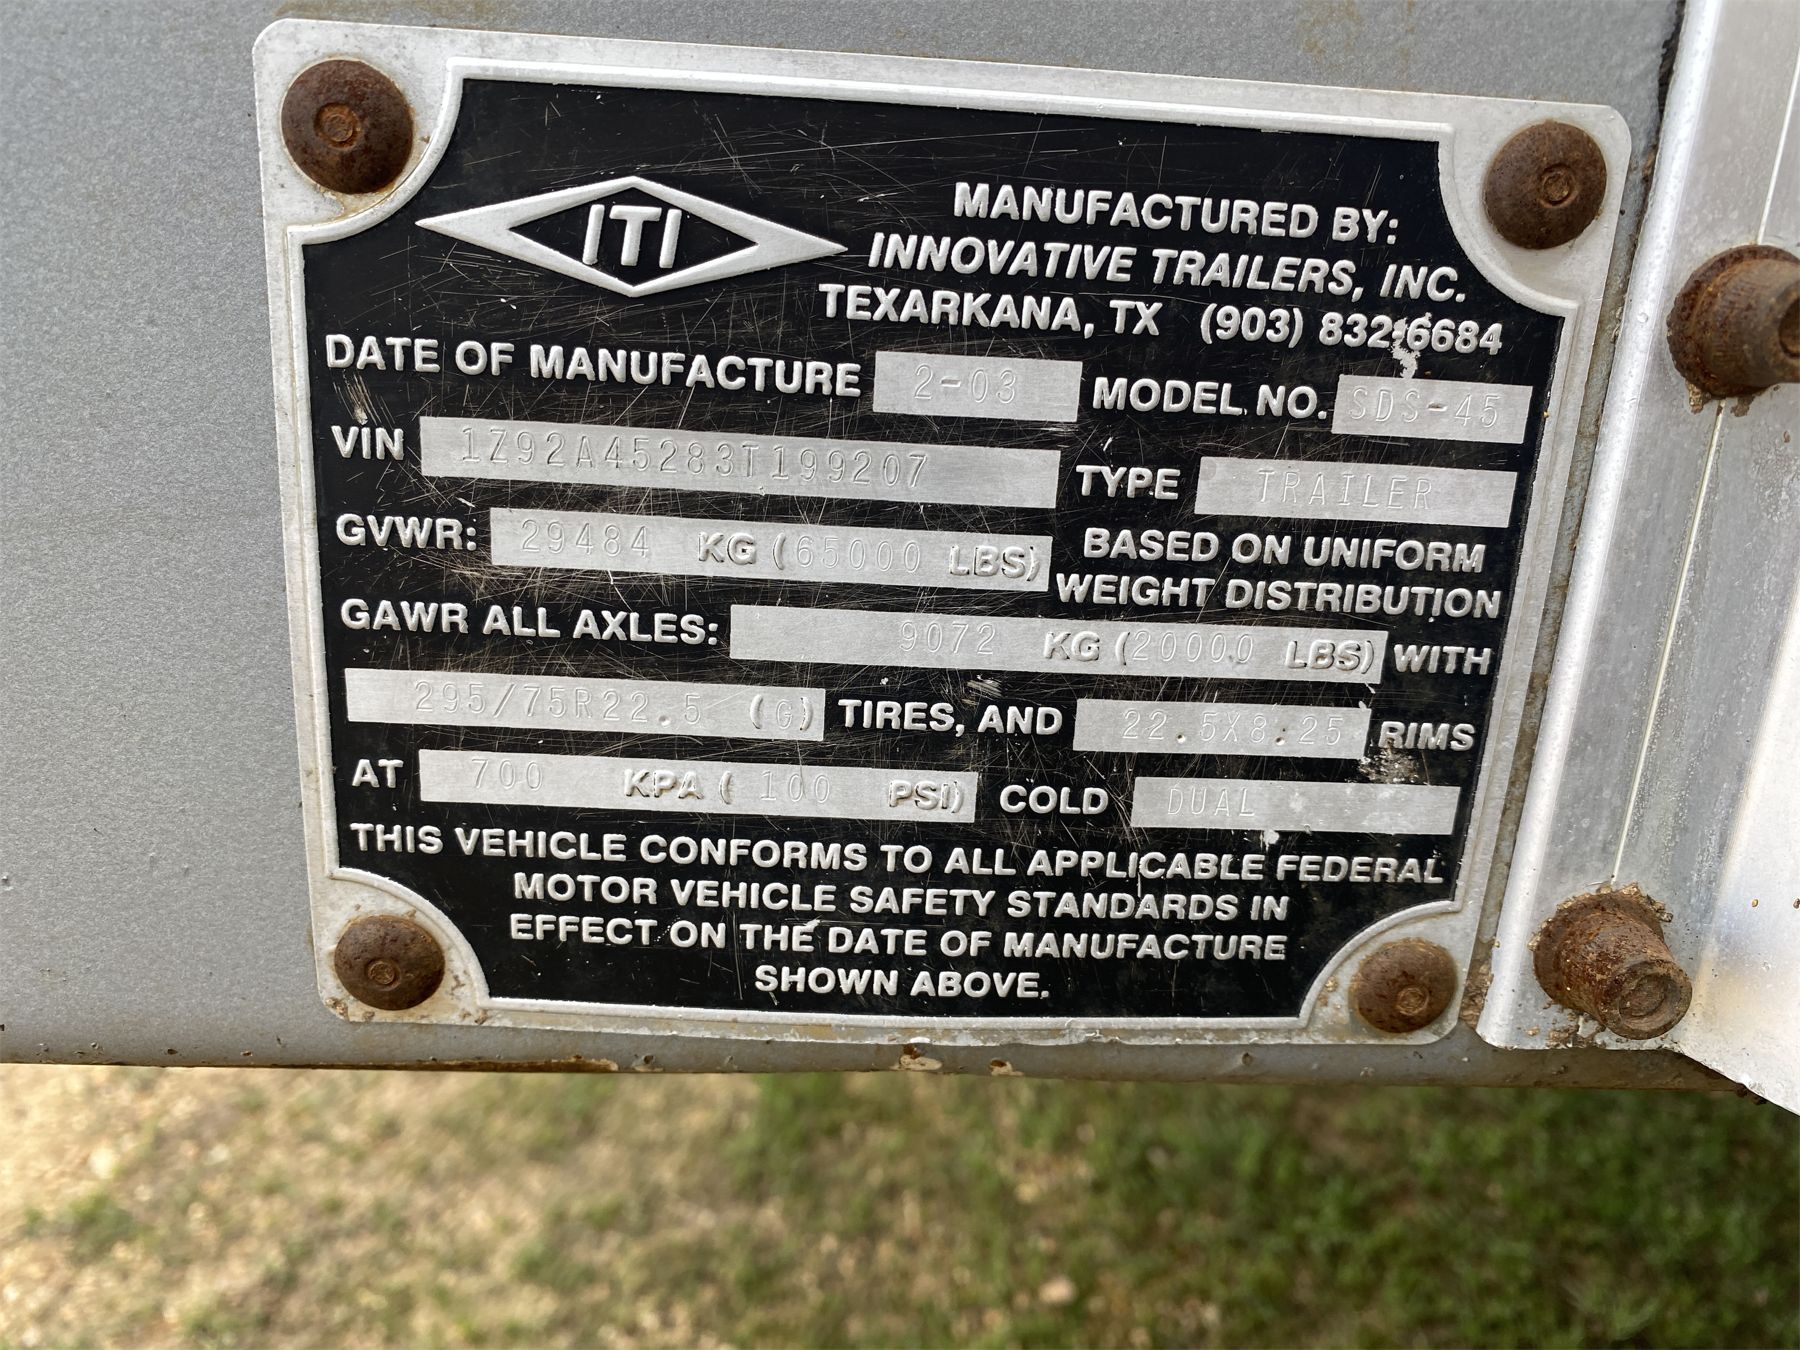 ITI
MANUFACTURED BY:
INNOVATIVE TRAILERS, INC.
TEXARKANA, TX (903) 832-6684
DATE OF MANUFACTURE 2-03 MODEL NO. SDS-45
VIN 1Z92A45283T199207 TYPE TRAILER
GVWR: 29484 KG (65000 LBS) BASED ON UNIFORM
WEIGHT DISTRIBUTION
GAWR ALL AXLES: 9072 KG (20000 LBS) WITH
295/75R22.5 (G) TIRES, AND 22.5X8.25 RIMS
AT 700 KPA ( 100 PSI) COLD DUAL
THIS VEHICLE CONFORMS TO ALL APPLICABLE FEDERAL
MOTOR VEHICLE SAFETY STANDARDS IN
EFFECT ON THE DATE OF MANUFACTURE
SHOWN ABOVE.